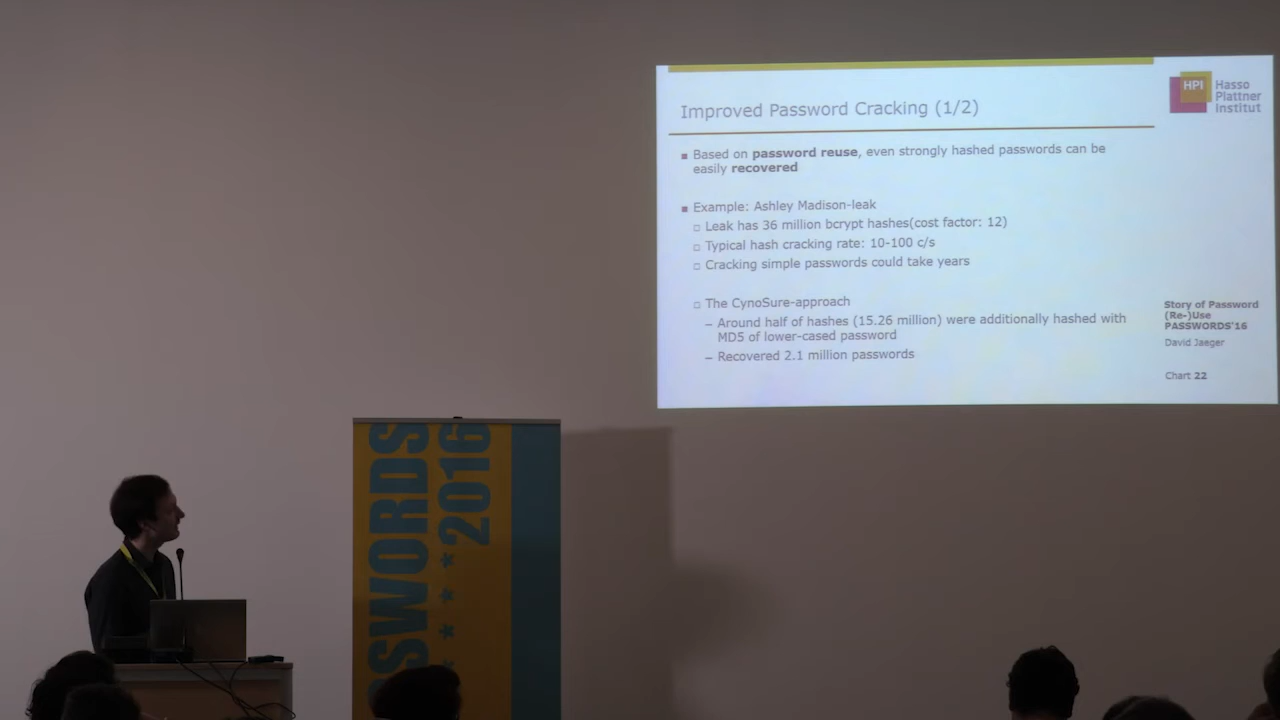 Improved Password Cracking (1/2)
HPI Hasso
Plattner
Institut
■ Based on password reuse, even strongly hashed passwords can be
easily recovered
■ Example: Ashley Madison-leak
□ Leak has 36 million bcrypt hashes(cost factor: 12)
□ Typical hash cracking rate: 10-100 c/s
□ Cracking simple passwords could take years
□ The CynoSure-approach
– Around half of hashes (15.26 million) were additionally hashed with
MD5 of lower-cased password
– Recovered 2.1 million passwords
Story of Password
(Re-)Use
PASSWORDS'16
David Jaeger
Chart 22
SSWORDS
2016